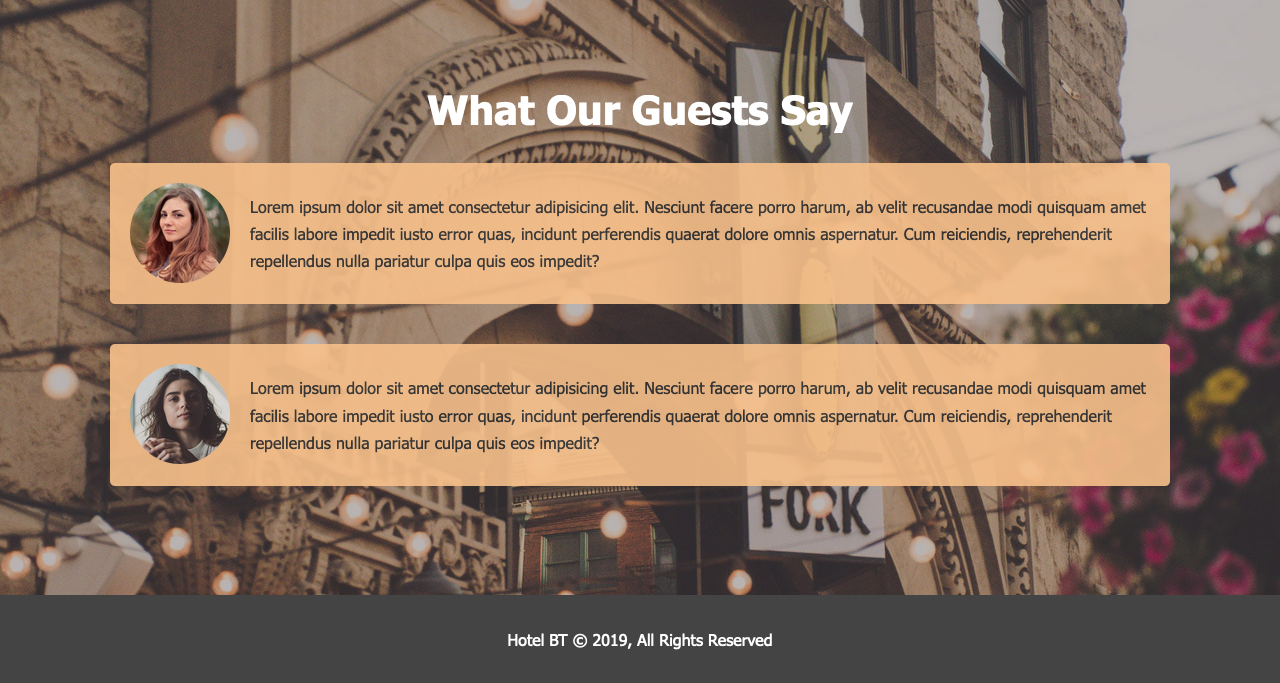 What Our Guests Say
Lorem ipsum dolor sit amet consectetur adipisicing elit. Nesciunt facere porro harum, ab velit recusandae modi quisquam amet
facilis labore impedit iusto error quas, incidunt perferendis quaerat dolore omnis aspernatur. Cum reiciendis, reprehenderit
repellendus nulla pariatur culpa quis eos impedit?
Lorem ipsum dolor sit amet consectetur adipisicing elit. Nesciunt facere porro harum, ab velit recusandae modi quisquam amet
facilis labore impedit iusto error quas, incidunt perferendis quaerat dolore omnis aspernatur. Cum reiciendis, reprehenderit
repellendus nulla pariatur culpa quis eos impedit?
FORK
Hotel BT © 2019, All Rights Reserved